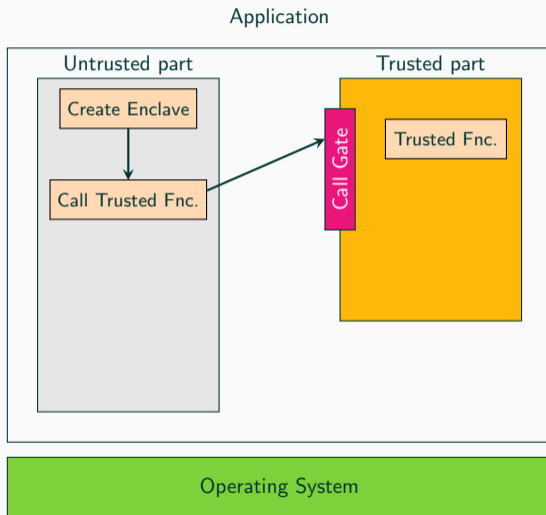 Application
Untrusted part
Trusted part
Create Enclave
Call Trusted Fnc.
Call Gate
Trusted Fnc.
Operating System